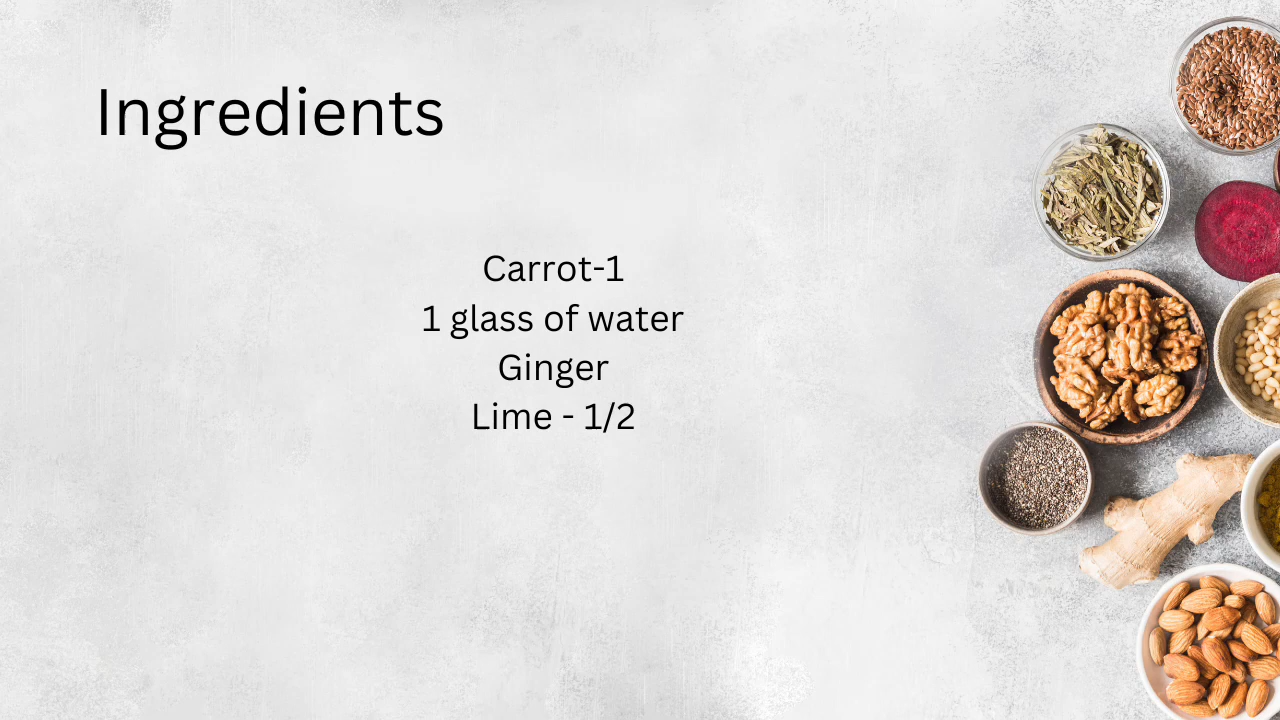 Ingredients
Carrot-1
1 glass of water
Ginger
Lime - 1/2